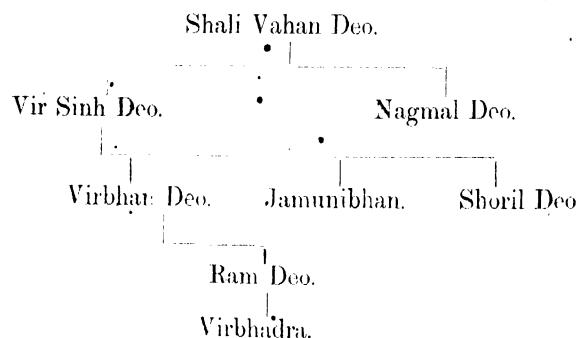 Shali Vahan Deo.
Vir Sinh Deo. Nagmal Deo.
Virbhan Deo. Jamunibhan. Shoril Deo
Ram Deo.
Virbhadra.